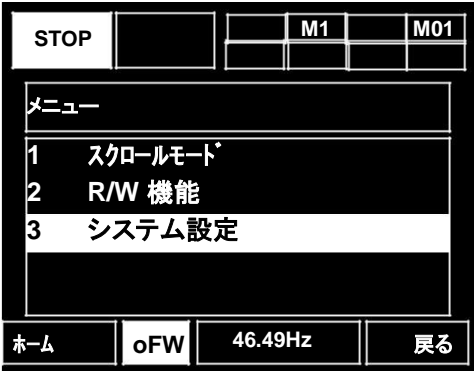 STOP M1 M01
メニュー
1 スクロールモード
2 R/W 機能
3 システム設定
ホーム oFW 46.49Hz 戻る